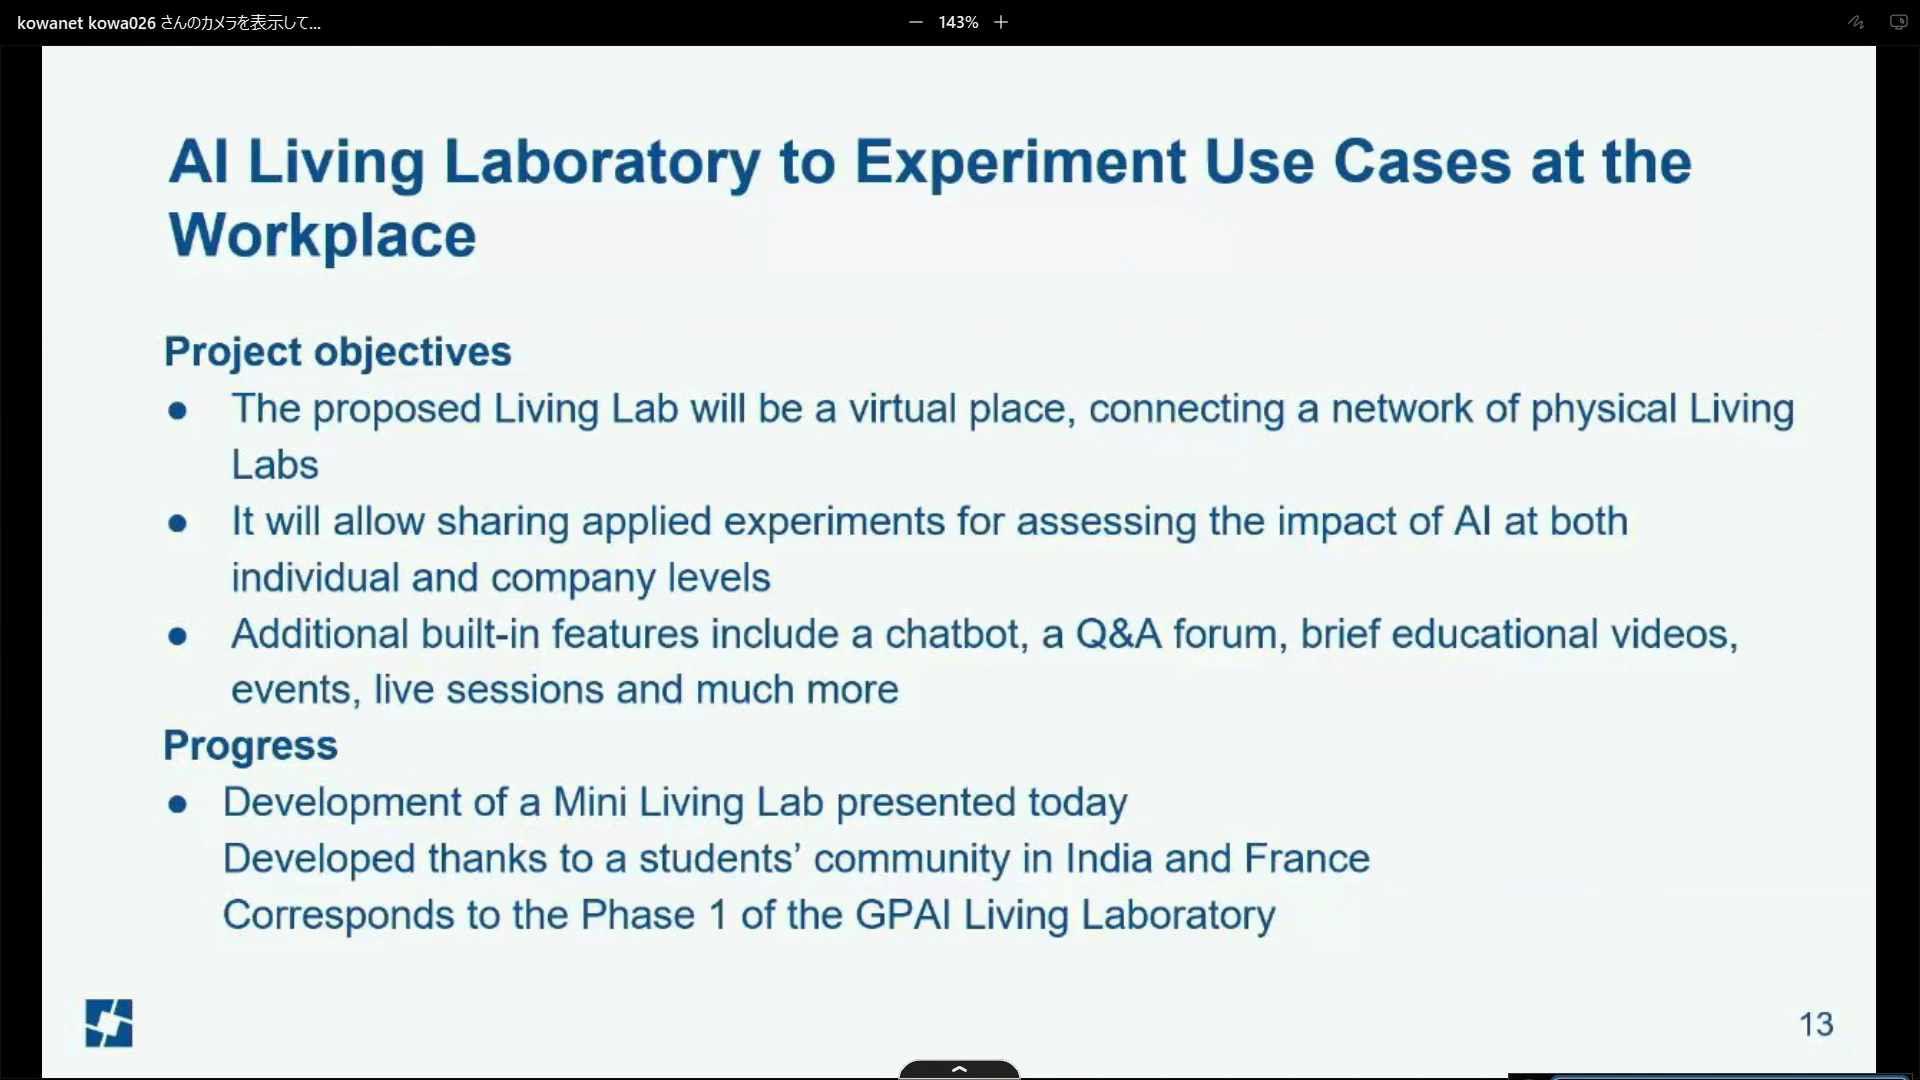 kowanet kowa026 さんのカメラを表示して...
143%
AI Living Laboratory to Experiment Use Cases at the
Workplace
Project objectives
● The proposed Living Lab will be a virtual place, connecting a network of physical Living
Labs
● It will allow sharing applied experiments for assessing the impact of AI at both
individual and company levels
● Additional built-in features include a chatbot, a Q&A forum, brief educational videos,
events, live sessions and much more
Progress
● Development of a Mini Living Lab presented today
Developed thanks to a students’ community in India and France
Corresponds to the Phase 1 of the GPAI Living Laboratory
13